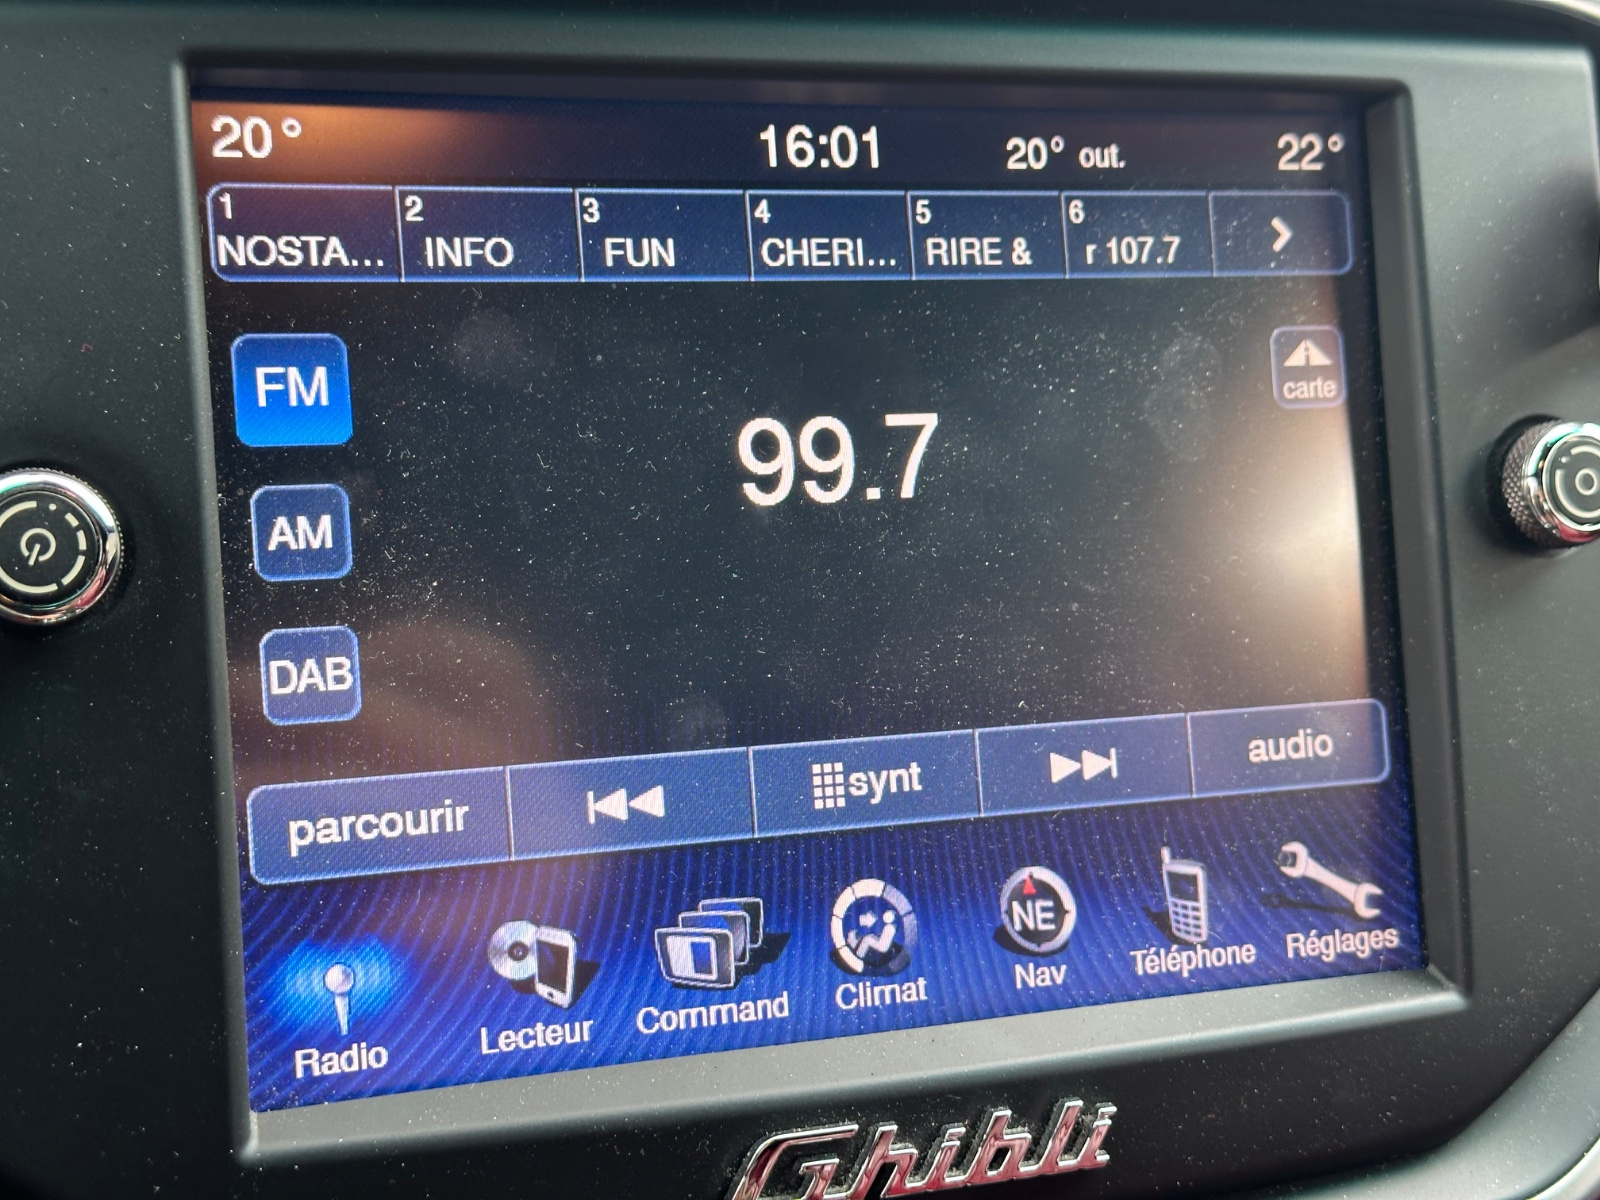 20° 16:01 20° out. 22°
1 2 3 4 5 6
NOSTA... INFO FUN CHERI... RIRE & r 107.7
FM
carte
99.7
AM
DAB
parcourir synt audio
NE
Radio Lecteur Command Climat Nav Téléphone Réglages
Ghibli